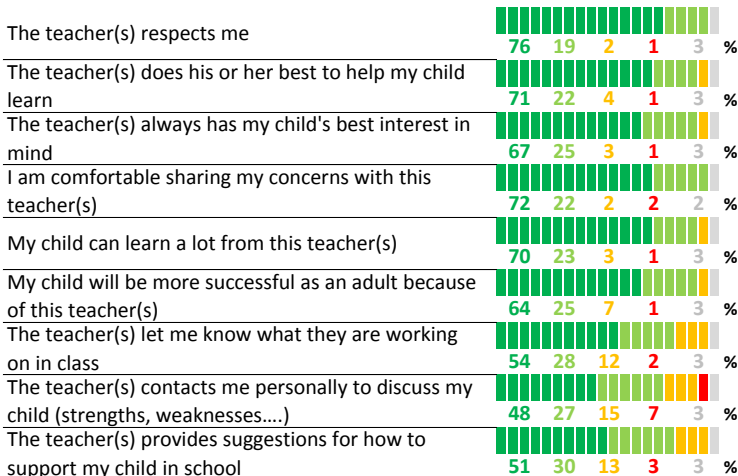 The teacher(s) respects me
76 19 2 1 3 %
The teacher(s) does his or her best to help my child
learn
71 22 4 1 3 %
The teacher(s) always has my child's best interest in
mind
67 25 3 1 3 %
I am comfortable sharing my concerns with this
teacher(s)
72 22 2 2 2 %
My child can learn a lot from this teacher(s)
70 23 3 1 3 %
My child will be more successful as an adult because
of this teacher(s)
64 25 7 1 3 %
The teacher(s) let me know what they are working
on in class
54 28 12 2 3 %
The teacher(s) contacts me personally to discuss my
child (strengths, weaknesses....)
48 27 15 7 3 %
The teacher(s) provides suggestions for how to
support my child in school
51 30 13 3 3 %